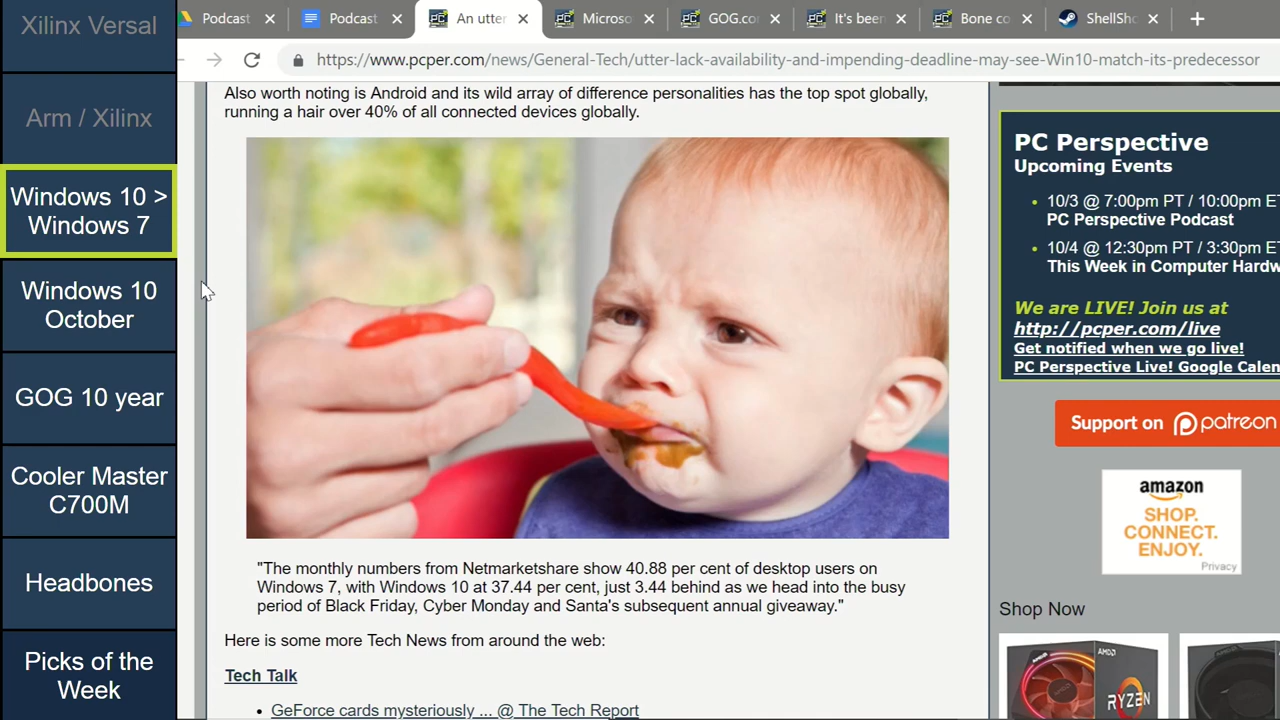 Xilinx Versal
Arm / Xilinx
Windows 10 >
Windows 7
Windows 10
October
GOG 10 year
Cooler Master
C700M
Headbones
Picks of the
Week
Podcast
Podcast
An utter
Microso
GOG.co
It's been
Bone co
ShellSho
https://www.pcper.com/news/General-Tech/utter-lack-availability-and-impending-deadline-may-see-Win10-match-its-predecessor
Also worth noting is Android and its wild array of difference personalities has the top spot globally,
running a hair over 40% of all connected devices globally.
"The monthly numbers from Netmarketshare show 40.88 per cent of desktop users on
Windows 7, with Windows 10 at 37.44 per cent, just 3.44 behind as we head into the busy
period of Black Friday, Cyber Monday and Santa's subsequent annual giveaway."
Here is some more Tech News from around the web:
Tech Talk
• GeForce cards mysteriously ... @ The Tech Report
PC Perspective
Upcoming Events
• 10/3 @ 7:00pm PT / 10:00pm ET
PC Perspective Podcast
• 10/4 @ 12:30pm PT / 3:30pm E
This Week in Computer Hardw
We are LIVE! Join us at
http://pcper.com/live
Get notified when we go live!
PC Perspective Live! Google Calen
Support on patreon
amazon
SHOP.
CONNECT.
ENJOY.
Privacy
Shop Now
AMD
RYZEN